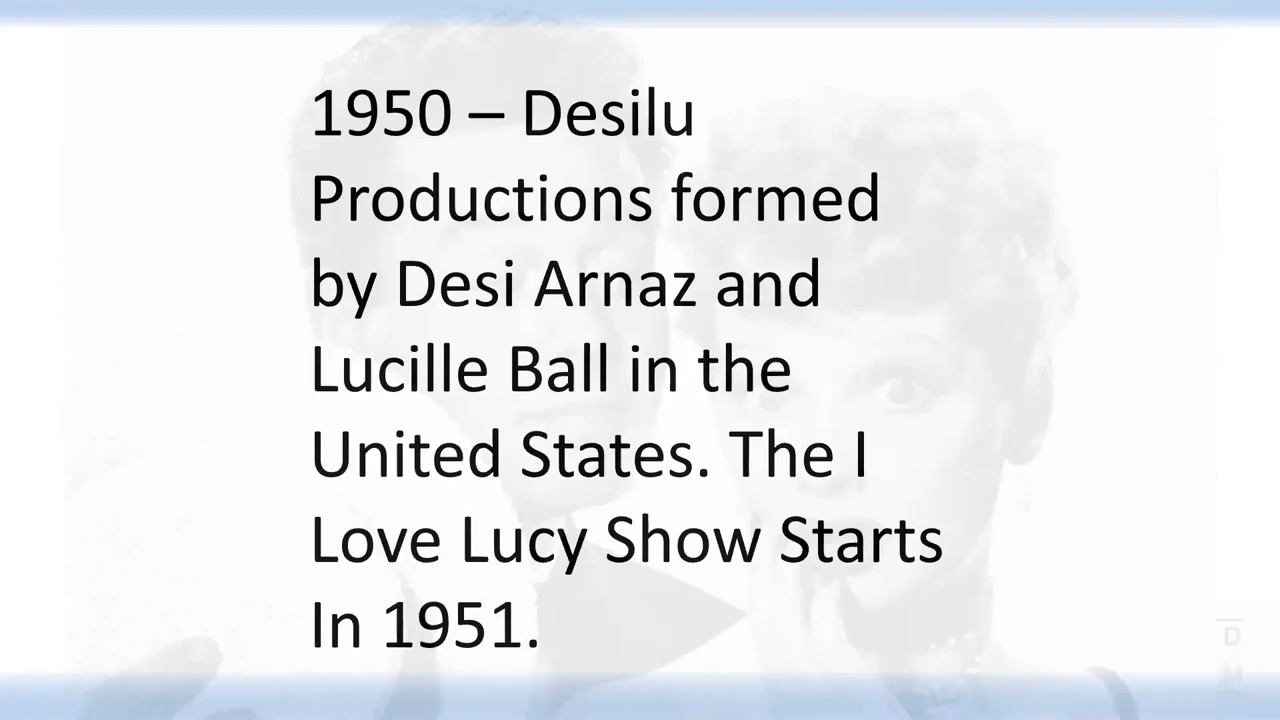 1950 – Desilu
Productions formed
by Desi Arnaz and
Lucille Ball in the
United States. The I
Love Lucy Show Starts
In 1951.
D
M